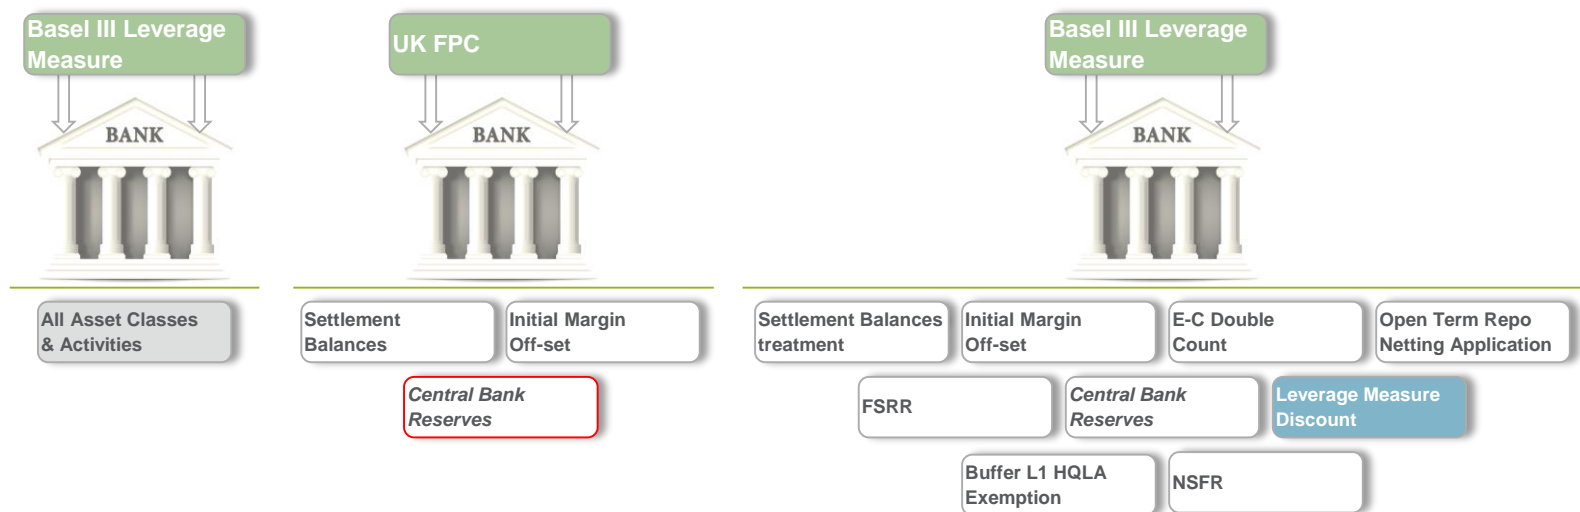 Basel III Leverage
Measure
BANK
All Asset Classes
& Activities
UK FPC
BANK
Settlement
Balances
Initial Margin
Off-set
Central Bank
Reserves
Basel III Leverage
Measure
BANK
Settlement Balances
treatment
Initial Margin
Off-set
E-C Double
Count
Open Term Repo
Netting Application
FSRR
Central Bank
Reserves
Leverage Measure
Discount
Buffer L1 HQLA
Exemption
NSFR